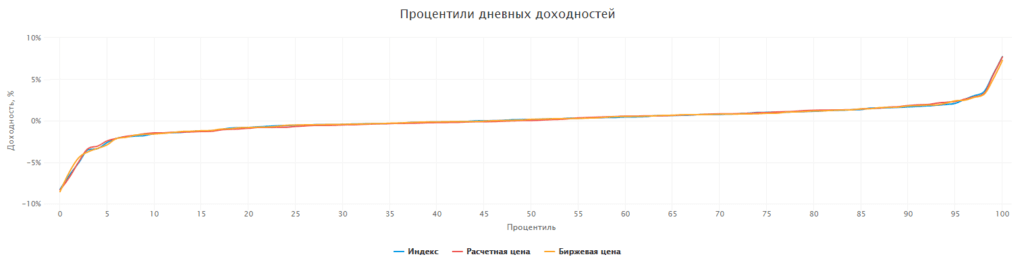 Процентили дневных доходностей
Доходность, %
10%
5%
0%
−5%
−10%
0 5 10 15 20 25 30 35 40 45 50 55 60 65 70 75 80 85 90 95 100
Процентиль
Индекс Расчетная цена Биржевая цена